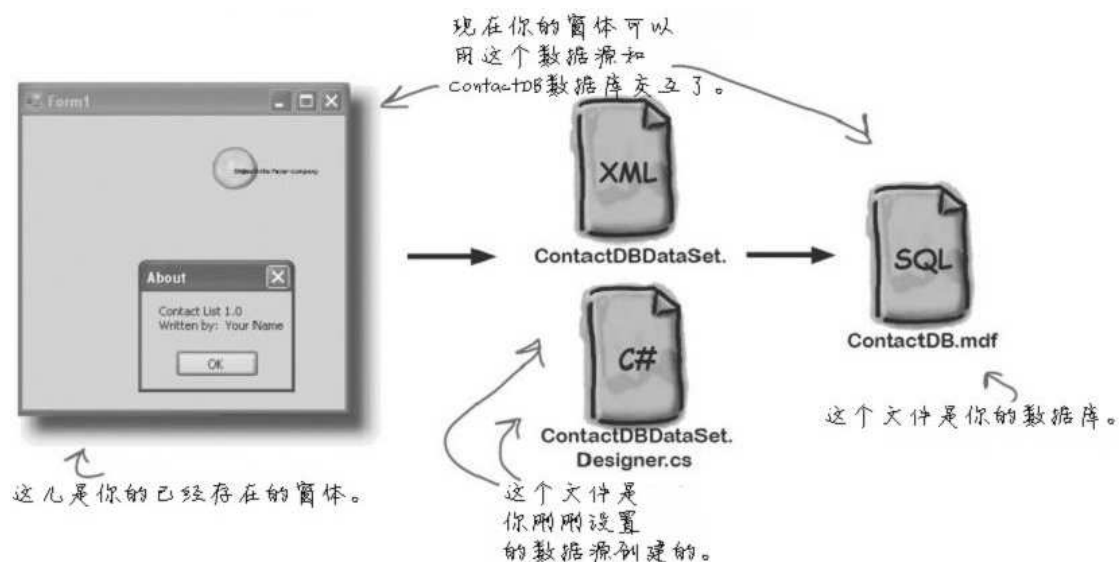 现在你的窗体可以
用这个数据源和
ContactDB数据库交互了。
Form1
XML
ContactDBDataSet.
SQL
ContactDB.mdf
About
Contact List 1.0
Written by: Your Name
OK
C#
ContactDBDataSet.
Designer.cs
这个文件是你的数据库。
这儿是你的已经存在的窗体。
这个文件是
你刚刚设置
的数据源创建的。